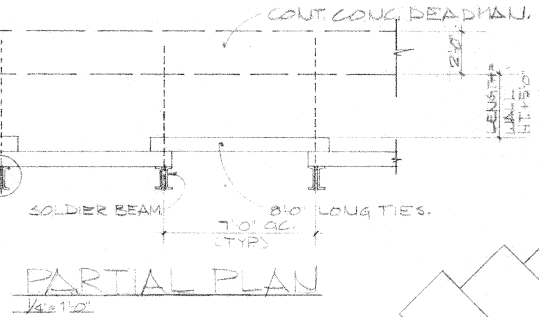 CONT. CONC. DEADMAN.
2'-0"
LENGTH =
WALL
HT + 5'-0"
SOLDIER BEAM
8'-0" LONG TIES.
7'-0" O.C.
(TYP)
PARTIAL PLAN
1/4" = 1'-0"